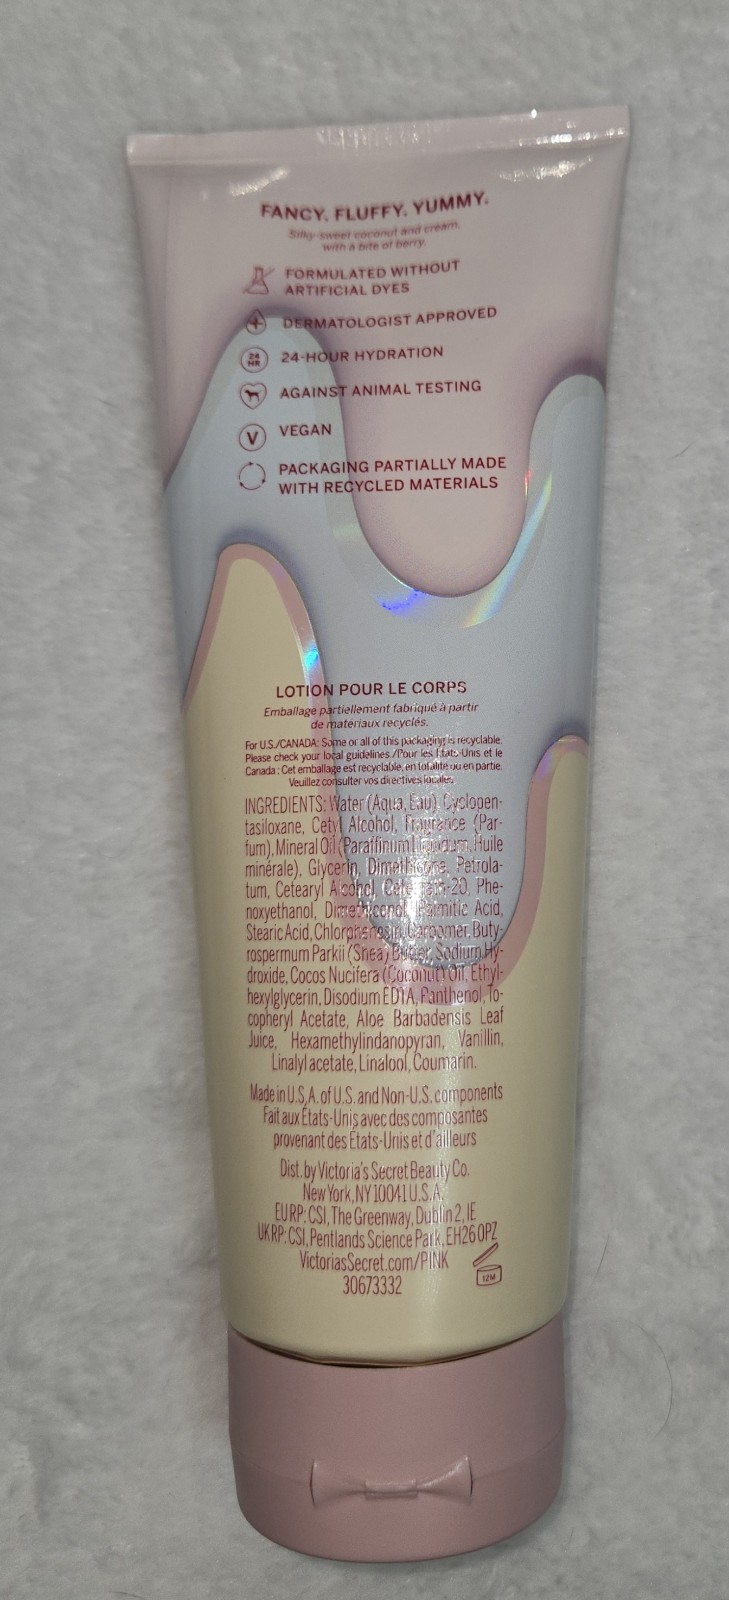 FANCY. FLUFFY. YUMMY.
Silky-sweet coconut and cream,
with a bite of berry.
FORMULATED WITHOUT
ARTIFICIAL DYES
DERMATOLOGIST APPROVED
24 HR
24-HOUR HYDRATION
AGAINST ANIMAL TESTING
V
VEGAN
PACKAGING PARTIALLY MADE
WITH RECYCLED MATERIALS
LOTION POUR LE CORPS
Emballage partiellement fabriqué à partir
de matériaux recyclés.
For U.S./CANADA: Some or all of this packaging is recyclable.
Please check your local guidelines./Pour les États-Unis et le
Canada : Cet emballage est recyclable, en totalité ou en partie.
Veuillez consulter vos directives locales.
INGREDIENTS: Water (Aqua, Eau), Cyclopen-
tasiloxane, Cetyl Alcohol, Fragrance (Par-
fum), Mineral Oil (Paraffinum Liquidum, Huile
minérale), Glycerin, Dimethicone, Petrola-
tum, Cetearyl Alcohol, Ceteareth-20, Phe-
noxyethanol, Dimethiconol, Palmitic Acid,
Stearic Acid, Chlorphenesin, Carbomer, Buty-
rospermum Parkii (Shea) Butter, Sodium Hy-
droxide, Cocos Nucifera (Coconut) Oil, Ethyl-
hexylglycerin, Disodium EDTA, Panthenol, To-
copheryl Acetate, Aloe Barbadensis Leaf
Juice, Hexamethylindanopyran, Vanillin,
Linalyl acetate, Linalool, Coumarin.
Made in U.S.A. of U.S. and Non-U.S. components
Fait aux États-Unis avec des composantes
provenant des États-Unis et d'ailleurs
Dist. by Victoria's Secret Beauty Co.
New York, NY 10041 U.S.A.
EU RP: CSI, The Greenway, Dublin 2, IE
UK RP: CSI, Pentlands Science Park, EH26 0PZ
VictoriasSecret.com/PINK
12M
30673332